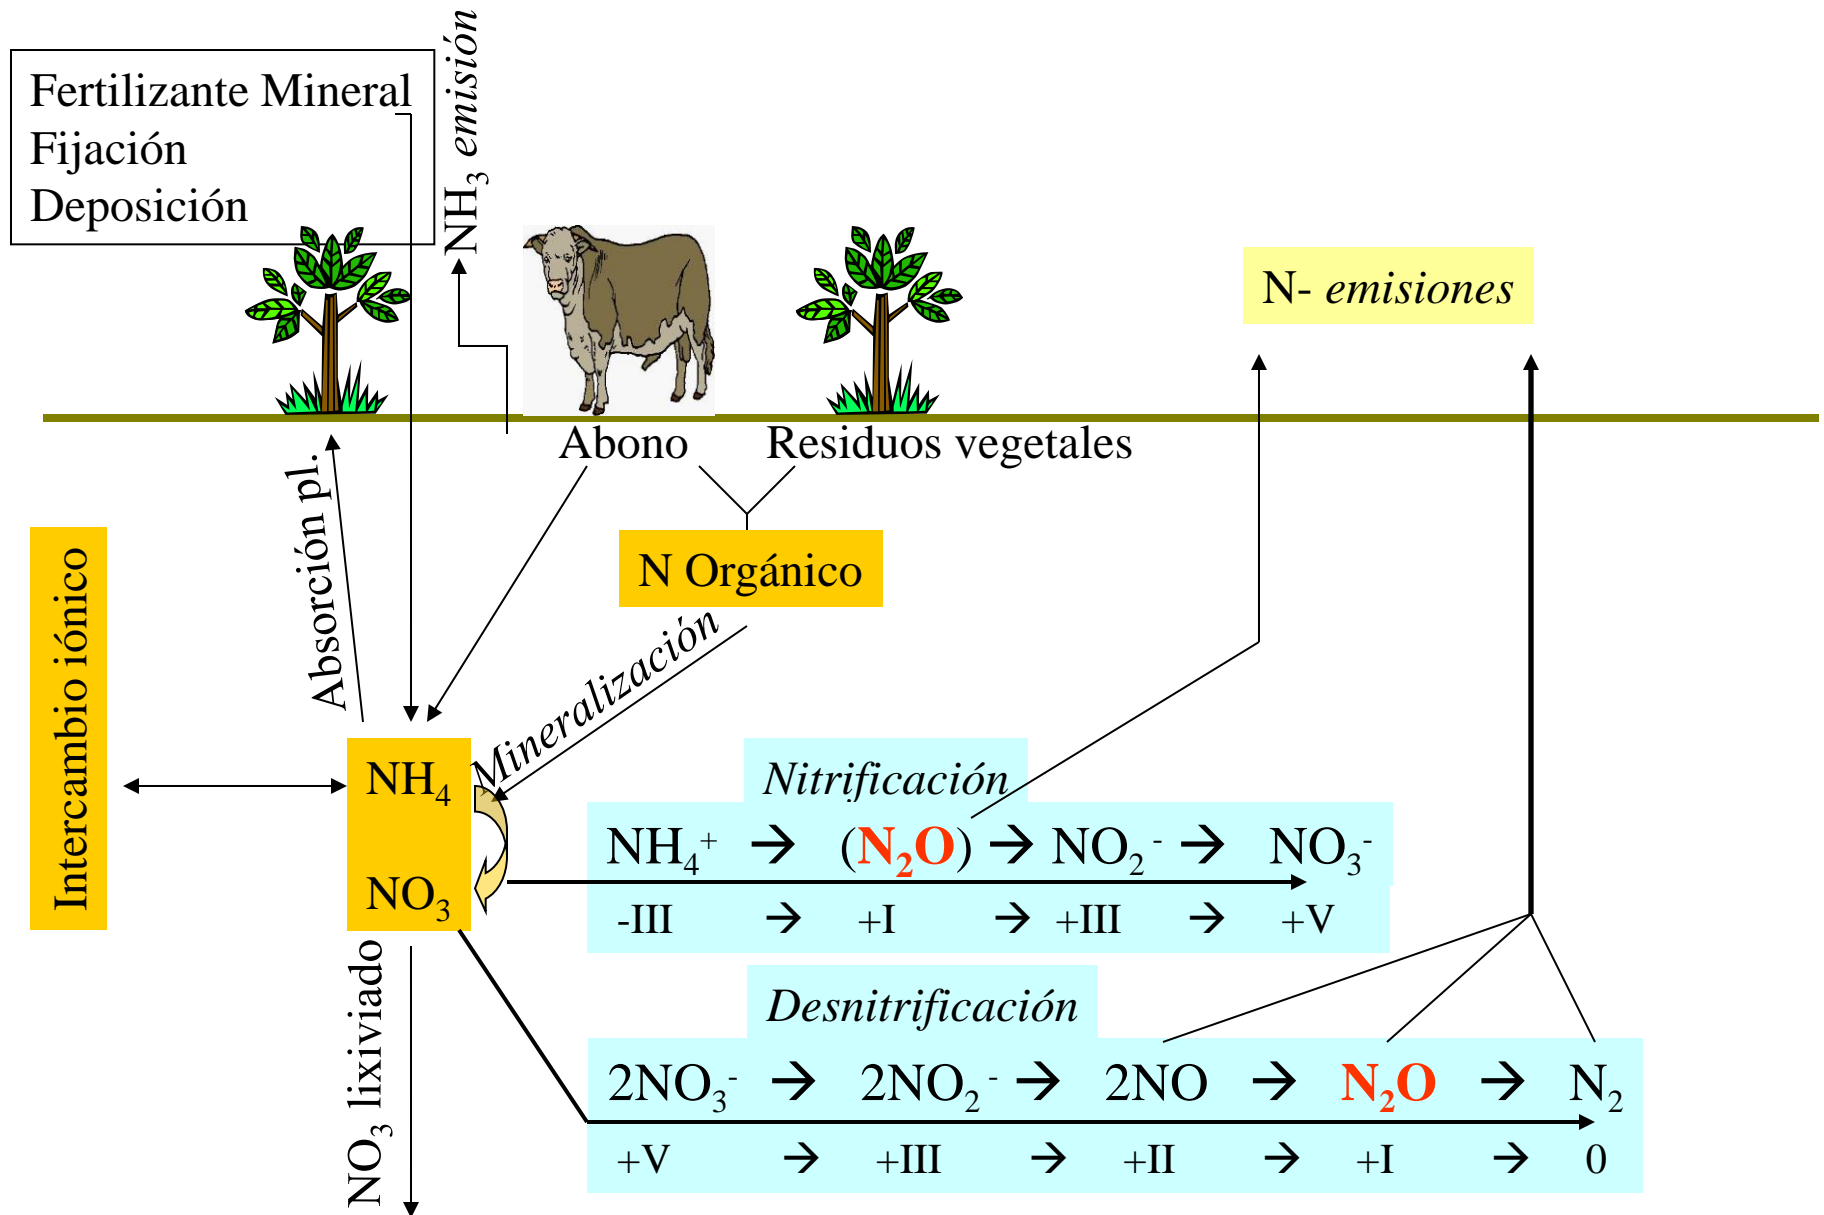 Fertilizante Mineral
Fijación
Deposición
NH₃ emisión
N- emisiones
Abono
Residuos vegetales
Absorción pl.
N Orgánico
Intercambio iónico
Mineralización
NH₄
NO₃
Nitrificación
NH₄⁺ → (N₂O) → NO₂⁻ → NO₃⁻
-III → +I → +III → +V
NO₃ lixiviado
Desnitrificación
2NO₃⁻ → 2NO₂⁻ → 2NO → N₂O → N₂
+V → +III → +II → +I → 0